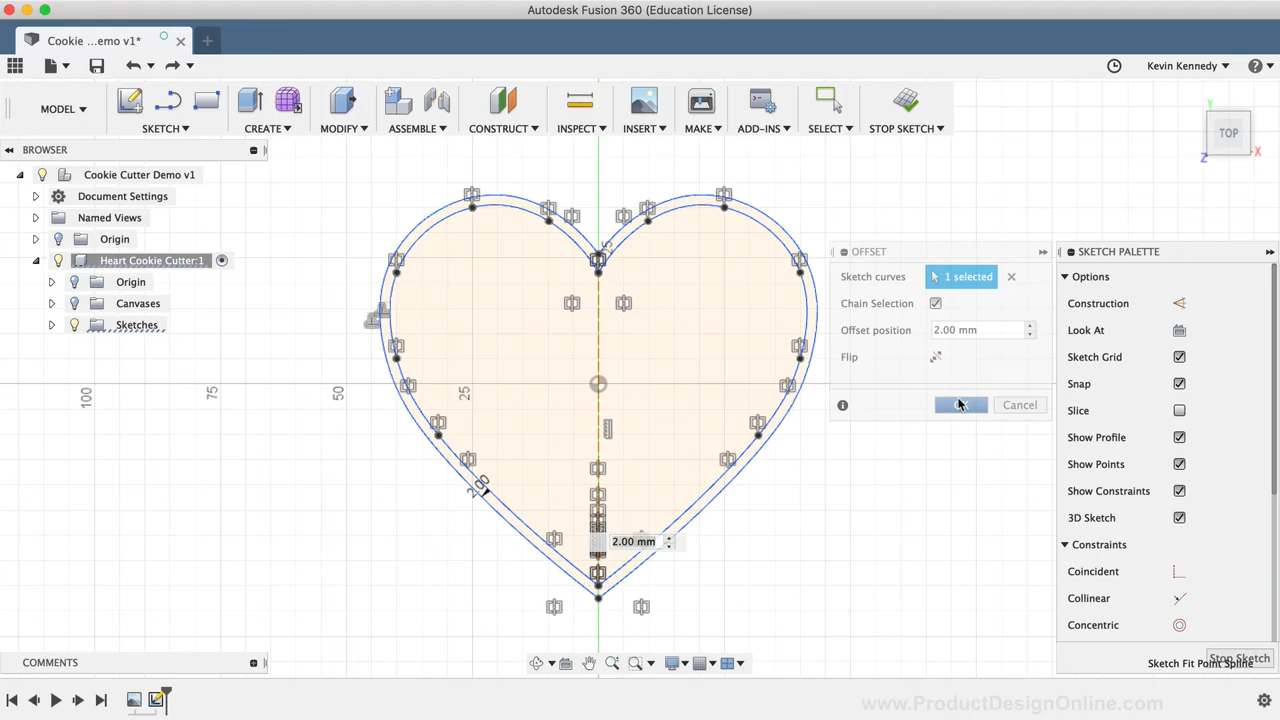 Autodesk Fusion 360 (Education License)
Cookie ...emo v1*
Kevin Kennedy
MODEL
SKETCH
CREATE
MODIFY
ASSEMBLE
CONSTRUCT
INSPECT
INSERT
MAKE
ADD-INS
SELECT
STOP SKETCH
BROWSER
Cookie Cutter Demo v1
Document Settings
Named Views
Origin
Heart Cookie Cutter:1
Origin
Canvases
Sketches
TOP
Y
X
Z
100
75
50
25
2.00
2.00 mm
OFFSET
Sketch curves
1 selected
Chain Selection
Offset position
2.00 mm
Flip
Cancel
SKETCH PALETTE
Options
Construction
Look At
Sketch Grid
Snap
Slice
Show Profile
Show Points
Show Constraints
3D Sketch
Constraints
Coincident
Collinear
Concentric
Stop Sketch
Sketch Fit Point Spline
COMMENTS
www.ProductDesignOnline.com